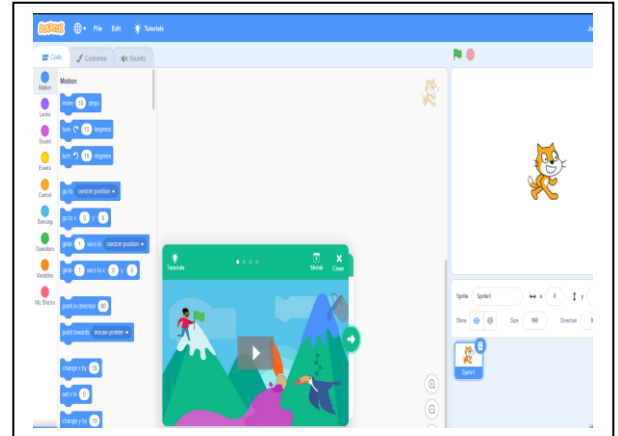 SCRATCH File Edit Tutorials
Code Costumes Sounds
Motion
Looks
Sound
Events
Control
Sensing
Operators
Variables
My Blocks
Motion
move 10 steps
turn 15 degrees
turn 15 degrees
go to random position
go to x: 0 y: 0
glide 1 secs to random position
glide 1 secs to x: 0 y: 0
point in direction 90
point towards mouse-pointer
change x by 10
set x to 0
change y by 10
Tutorials Shrink Close
Sprite Sprite1 x 0 y
Show Size 100 Direction
Sprite1